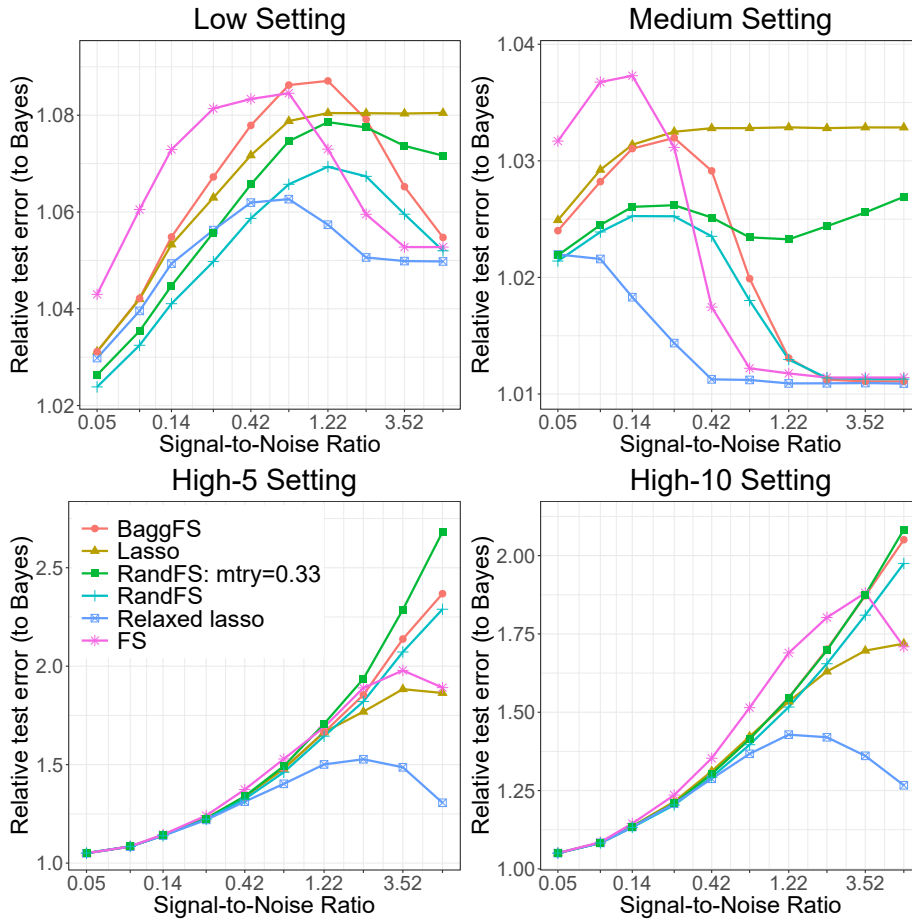 Low Setting
Relative test error (to Bayes)
1.08
1.06
1.04
1.02
0.05 0.14 0.42 1.22 3.52
Signal-to-Noise Ratio
Medium Setting
Relative test error (to Bayes)
1.04
1.03
1.02
1.01
0.05 0.14 0.42 1.22 3.52
Signal-to-Noise Ratio
High-5 Setting
Relative test error (to Bayes)
2.5
2.0
1.5
1.0
BaggFS
Lasso
RandFS: mtry=0.33
RandFS
Relaxed lasso
FS
0.05 0.14 0.42 1.22 3.52
Signal-to-Noise Ratio
High-10 Setting
Relative test error (to Bayes)
2.00
1.75
1.50
1.25
1.00
0.05 0.14 0.42 1.22 3.52
Signal-to-Noise Ratio